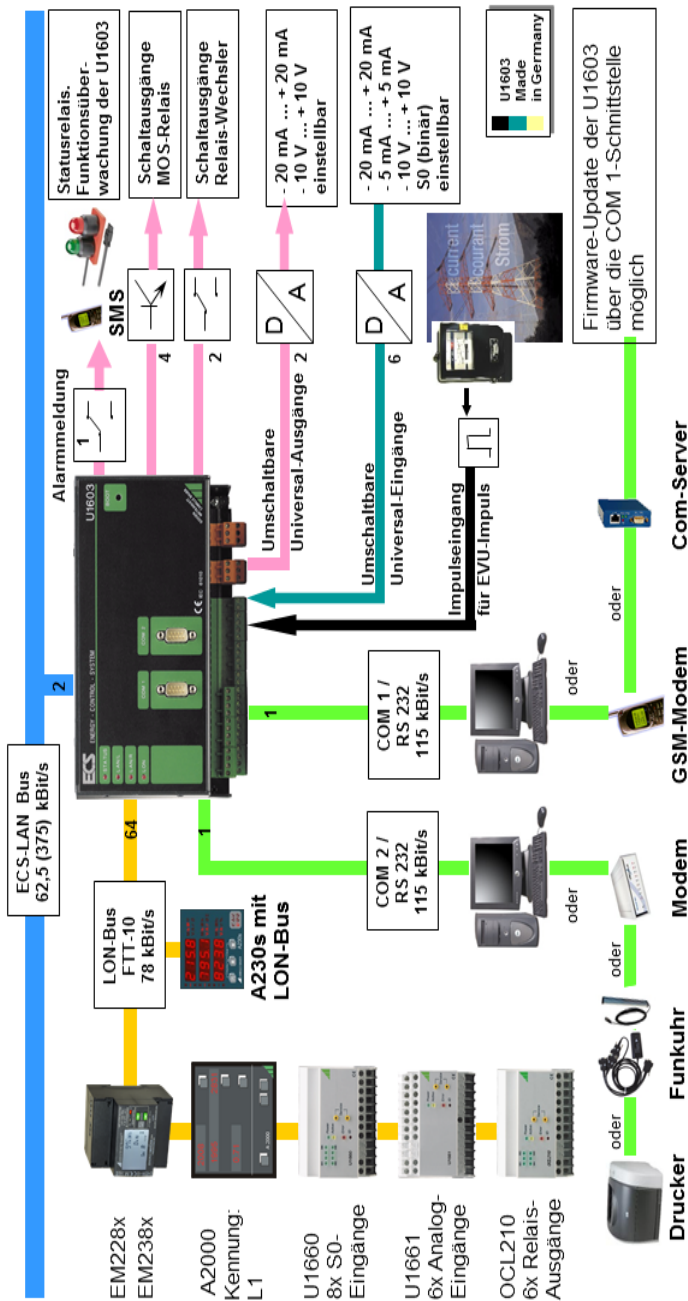 ECS-LAN Bus
62,5 (375) kBit/s
2
LON-Bus
FTT-10
78 kBit/s
64
A230s mit
LON-Bus
EM228x
EM238x
A2000
Kennung:
L1
U1660
8x S0-
Eingänge
U1661
6x Analog-
Eingänge
OCL210
6x Relais-
Ausgänge
ECS
ENERGY - CONTROL - SYSTEM
U1603
COM 1
COM 2
Alarmmeldung
1
SMS
Statusrelais.
Funktionsüber-
wachung der U1603
4
Schaltausgänge
MOS-Relais
2
Schaltausgänge
Relais-Wechsler
Umschaltbare
Universal-Ausgänge
2
D
A
- 20 mA ... + 20 mA
- 10 V ... + 10 V
einstellbar
Umschaltbare
Universal-Eingänge
6
D
A
- 20 mA ... + 20 mA
- 5 mA ... + 5 mA
- 10 V ... + 10 V
S0 (binär)
einstellbar
Impulseingang
für EVU-Impuls
current
courant
Strom
U1603
Made
in Germany
1
COM 2 /
RS 232
115 kBit/s
oder
1
COM 1 /
RS 232
115 kBit/s
oder
Drucker
oder
Funkuhr
oder
Modem
GSM-Modem
oder
Com-Server
Firmware-Update der U1603
über die COM 1-Schnittstelle
möglich